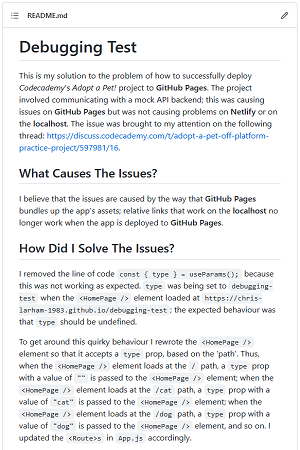 README.md
Debugging Test
This is my solution to the problem of how to successfully deploy
Codecademy's Adopt a Pet! project to GitHub Pages. The project
involved communicating with a mock API backend; this was causing
issues on GitHub Pages but was not causing problems on Netlify or on
the localhost. The issue was brought to my attention on the following
thread: https://discuss.codecademy.com/t/adopt-a-pet-off-platform-
practice-project/597981/16.
What Causes The Issues?
I believe that the issues are caused by the way that GitHub Pages
bundles up the app's assets; relative links that work on the localhost no
longer work when the app is deployed to GitHub Pages.
How Did I Solve The Issues?
I removed the line of code const { type } = useParams(); because
this was not working as expected. type was being set to debugging-
test when the <HomePage /> element loaded at https://chris-
larham-1983.github.io/debugging-test; the expected behaviour was
that type should be undefined.
To get around this quirky behaviour I rewrote the <HomePage />
element so that it accepts a type prop, based on the 'path'. Thus,
when the <HomePage /> element loads at the / path, a type prop
with a value of "" is passed to the <HomePage /> element; when the
<HomePage /> element loads at the /cat path, a type prop with a
value of "cat" is passed to the <HomePage /> element; when the
<HomePage /> element loads at the /dog path, a type prop with a
value of "dog" is passed to the <HomePage /> element, and so on. I
updated the <Route>s in App.js accordingly.